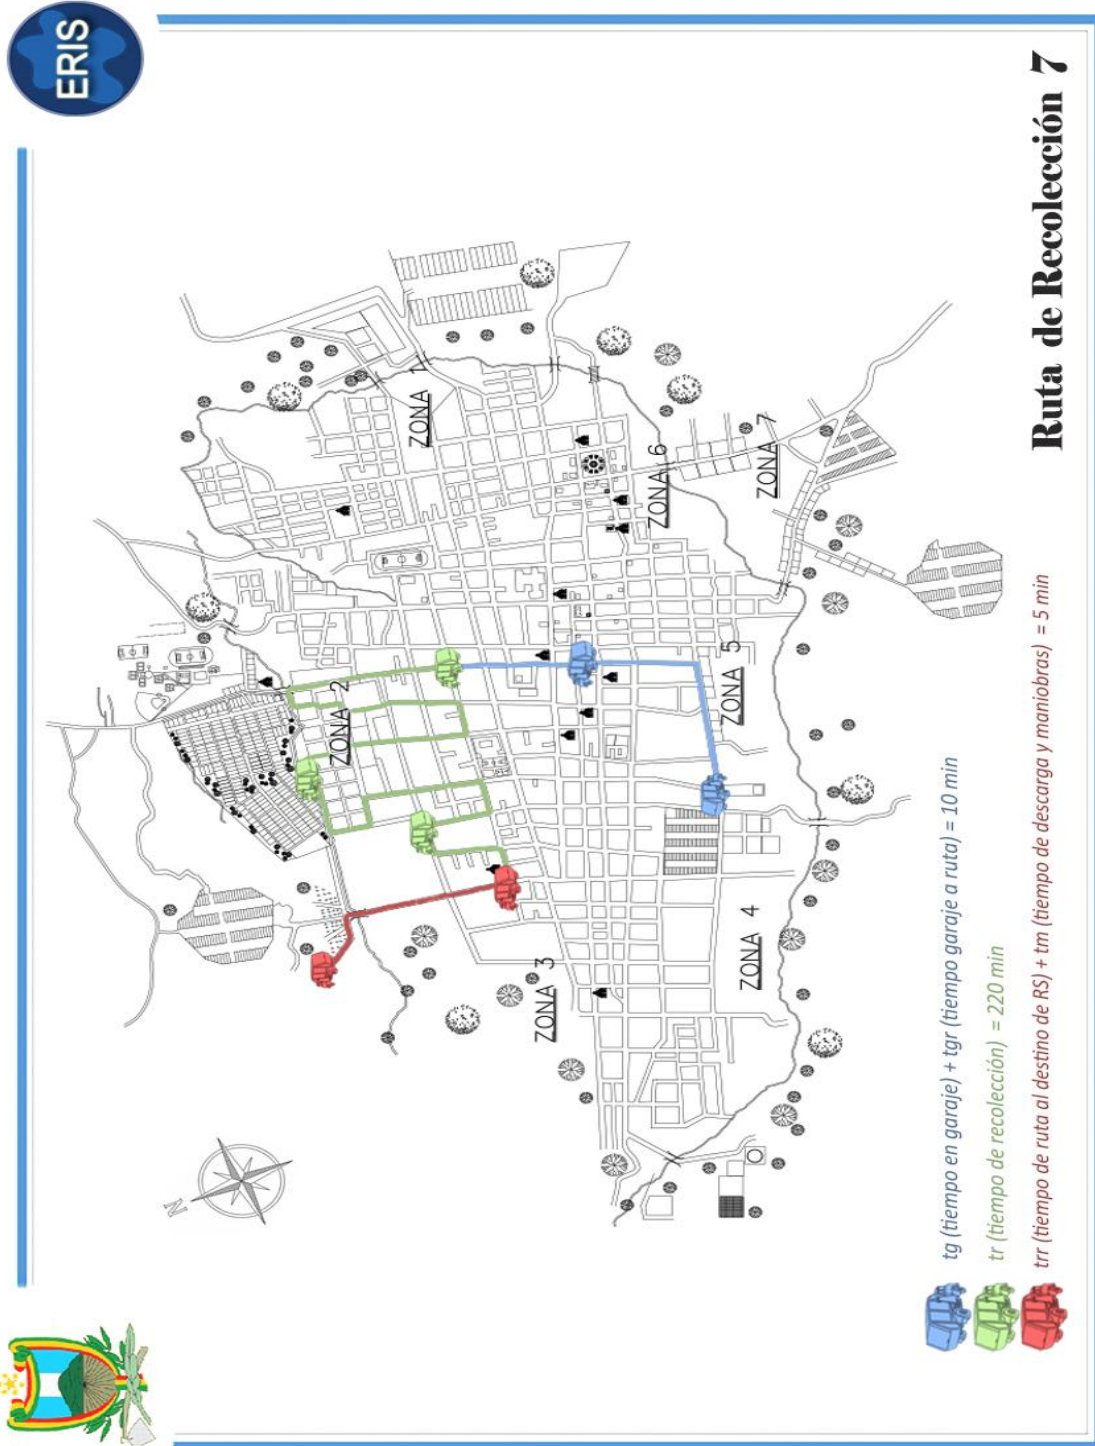 ERIS
Ruta de Recolección 7
ZONA 1
ZONA 2
ZONA 3
ZONA 4
ZONA 5
ZONA 6
ZONA 7
N
tg (tiempo en garaje) + tgr (tiempo garaje a ruta) = 10 min
tr (tiempo de recolección) = 220 min
trr (tiempo de ruta al destino de RS) + tm (tiempo de descarga y maniobras) = 5 min